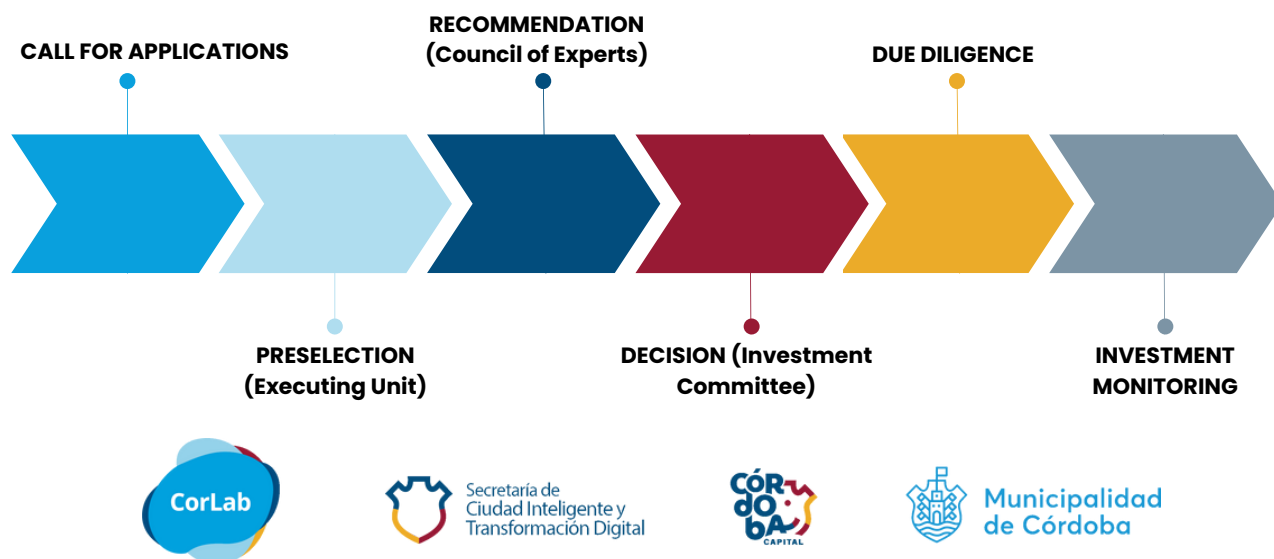 CALL FOR APPLICATIONS
RECOMMENDATION
(Council of Experts)
DUE DILIGENCE
PRESELECTION
(Executing Unit)
DECISION (Investment
Committee)
INVESTMENT
MONITORING
CorLab
Secretaría de
Ciudad Inteligente y
Transformación Digital
CÓR
DO
BA
CAPITAL
Municipalidad
de Córdoba